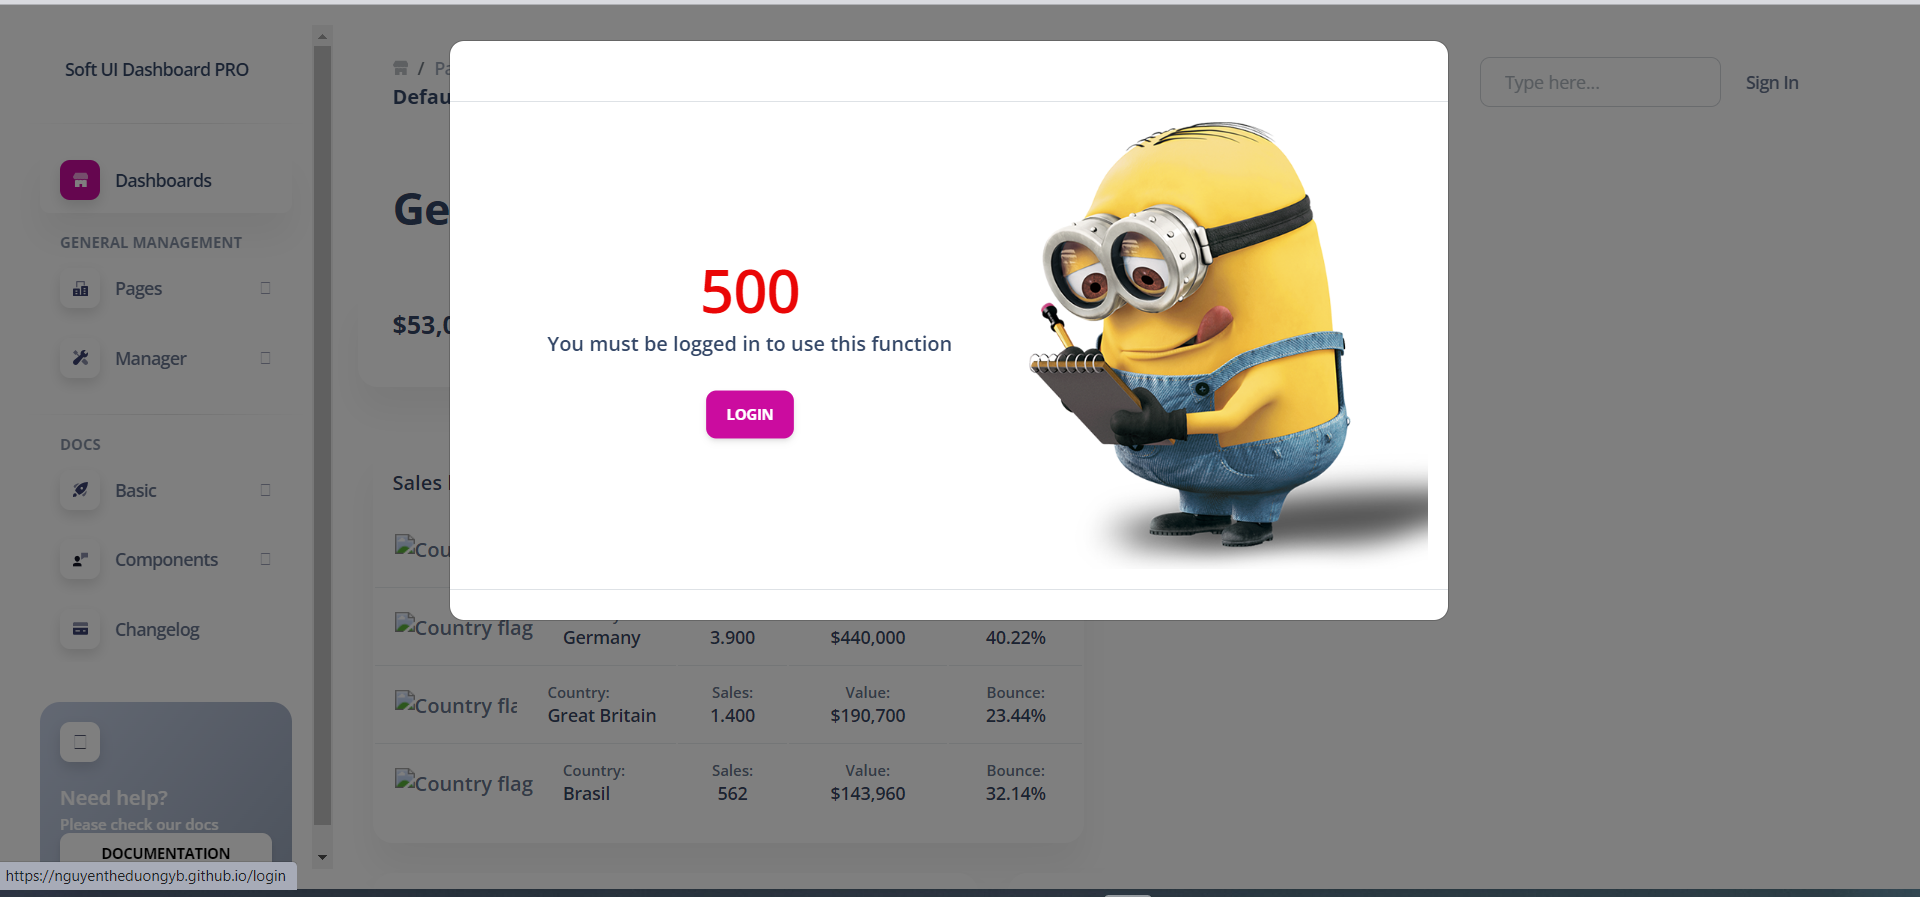 Soft UI Dashboard PRO
Dashboards
GENERAL MANAGEMENT
Pages
Manager
DOCS
Basic
Components
Changelog
Need help?
Please check our docs
DOCUMENTATION
https://nguyentheduongyb.github.io/login
/ Pa
Defau
Type here...
Sign In
Ge
$53,0
500
You must be logged in to use this function
LOGIN
Sales
Cou
Country flag Germany 3.900 $440,000 40.22%
Country: Sales: Value: Bounce:
Country fla Great Britain 1.400 $190,700 23.44%
Country: Sales: Value: Bounce:
Country flag Brasil 562 $143,960 32.14%